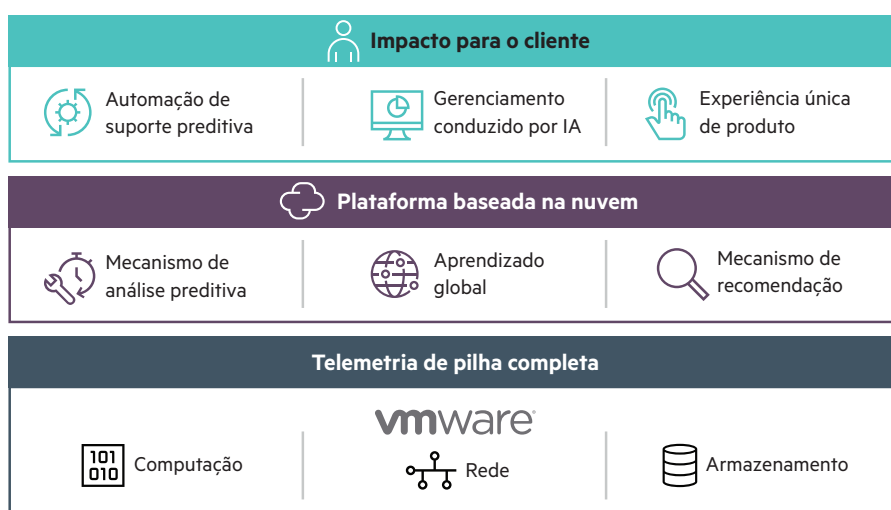 Impacto para o cliente
Automação de
suporte preditiva
Gerenciamento
conduzido por IA
Experiência única
de produto
Plataforma baseada na nuvem
Mecanismo de
análise preditiva
Aprendizado
global
Mecanismo de
recomendação
Telemetria de pilha completa
vmware
101
010
Computação
Rede
Armazenamento